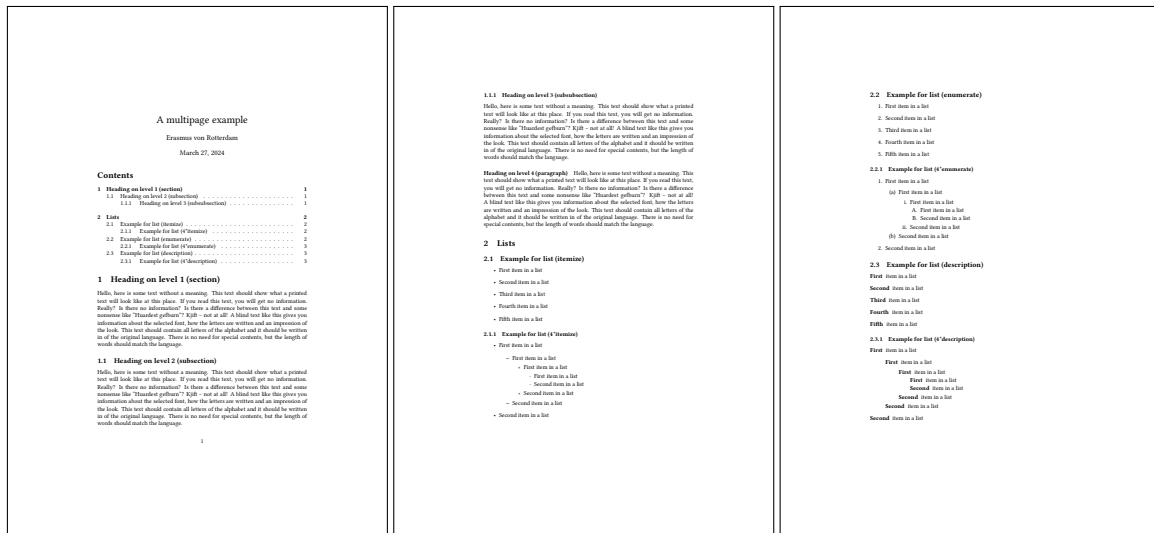 A multipage example
Erasmus von Rotterdam
March 27, 2024
Contents
1 Heading on level 1 (section) 1
1.1 Heading on level 2 (subsection) . . . . . . . . . . . . . . . . . . . . . . 1
1.1.1 Heading on level 3 (subsubsection) . . . . . . . . . . . . . . 1
2 Lists 2
2.1 Example for list (itemize) . . . . . . . . . . . . . . . . . . . . . . . . . 2
2.1.1 Example for list (4*itemize) . . . . . . . . . . . . . . . . . . 2
2.2 Example for list (enumerate) . . . . . . . . . . . . . . . . . . . . . . . 2
2.2.1 Example for list (4*enumerate) . . . . . . . . . . . . . . . . 3
2.3 Example for list (description) . . . . . . . . . . . . . . . . . . . . . . . 3
2.3.1 Example for list (4*description) . . . . . . . . . . . . . . . . 3
1 Heading on level 1 (section)
Hello, here is some text without a meaning. This text should show what a printed
text will look like at this place. If you read this text, you will get no information.
Really? Is there no information? Is there a difference between this text and some
nonsense like “Huardest gefburn”? Kjift – not at all! A blind text like this gives you
information about the selected font, how the letters are written and an impression of
the look. This text should contain all letters of the alphabet and it should be written
in of the original language. There is no need for special contents, but the length of
words should match the language.
1.1 Heading on level 2 (subsection)
Hello, here is some text without a meaning. This text should show what a printed
text will look like at this place. If you read this text, you will get no information.
Really? Is there no information? Is there a difference between this text and some
nonsense like “Huardest gefburn”? Kjift – not at all! A blind text like this gives you
information about the selected font, how the letters are written and an impression of
the look. This text should contain all letters of the alphabet and it should be written
in of the original language. There is no need for special contents, but the length of
words should match the language.
1
1.1.1 Heading on level 3 (subsubsection)
Hello, here is some text without a meaning. This text should show what a printed
text will look like at this place. If you read this text, you will get no information.
Really? Is there no information? Is there a difference between this text and some
nonsense like “Huardest gefburn”? Kjift – not at all! A blind text like this gives you
information about the selected font, how the letters are written and an impression of
the look. This text should contain all letters of the alphabet and it should be written
in of the original language. There is no need for special contents, but the length of
words should match the language.
Heading on level 4 (paragraph) Hello, here is some text without a meaning. This
text should show what a printed text will look like at this place. If you read this text,
you will get no information. Really? Is there no information? Is there a difference
between this text and some nonsense like “Huardest gefburn”? Kjift – not at all!
A blind text like this gives you information about the selected font, how the letters
are written and an impression of the look. This text should contain all letters of the
alphabet and it should be written in of the original language. There is no need for
special contents, but the length of words should match the language.
2 Lists
2.1 Example for list (itemize)
• First item in a list
• Second item in a list
• Third item in a list
• Fourth item in a list
• Fifth item in a list
2.1.1 Example for list (4*itemize)
• First item in a list
– First item in a list
∗ First item in a list
· First item in a list
· Second item in a list
∗ Second item in a list
– Second item in a list
• Second item in a list
2.2 Example for list (enumerate)
1. First item in a list
2. Second item in a list
3. Third item in a list
4. Fourth item in a list
5. Fifth item in a list
2.2.1 Example for list (4*enumerate)
1. First item in a list
(a) First item in a list
i. First item in a list
A. First item in a list
B. Second item in a list
ii. Second item in a list
(b) Second item in a list
2. Second item in a list
2.3 Example for list (description)
First item in a list
Second item in a list
Third item in a list
Fourth item in a list
Fifth item in a list
2.3.1 Example for list (4*description)
First item in a list
First item in a list
First item in a list
First item in a list
Second item in a list
Second item in a list
Second item in a list
Second item in a list